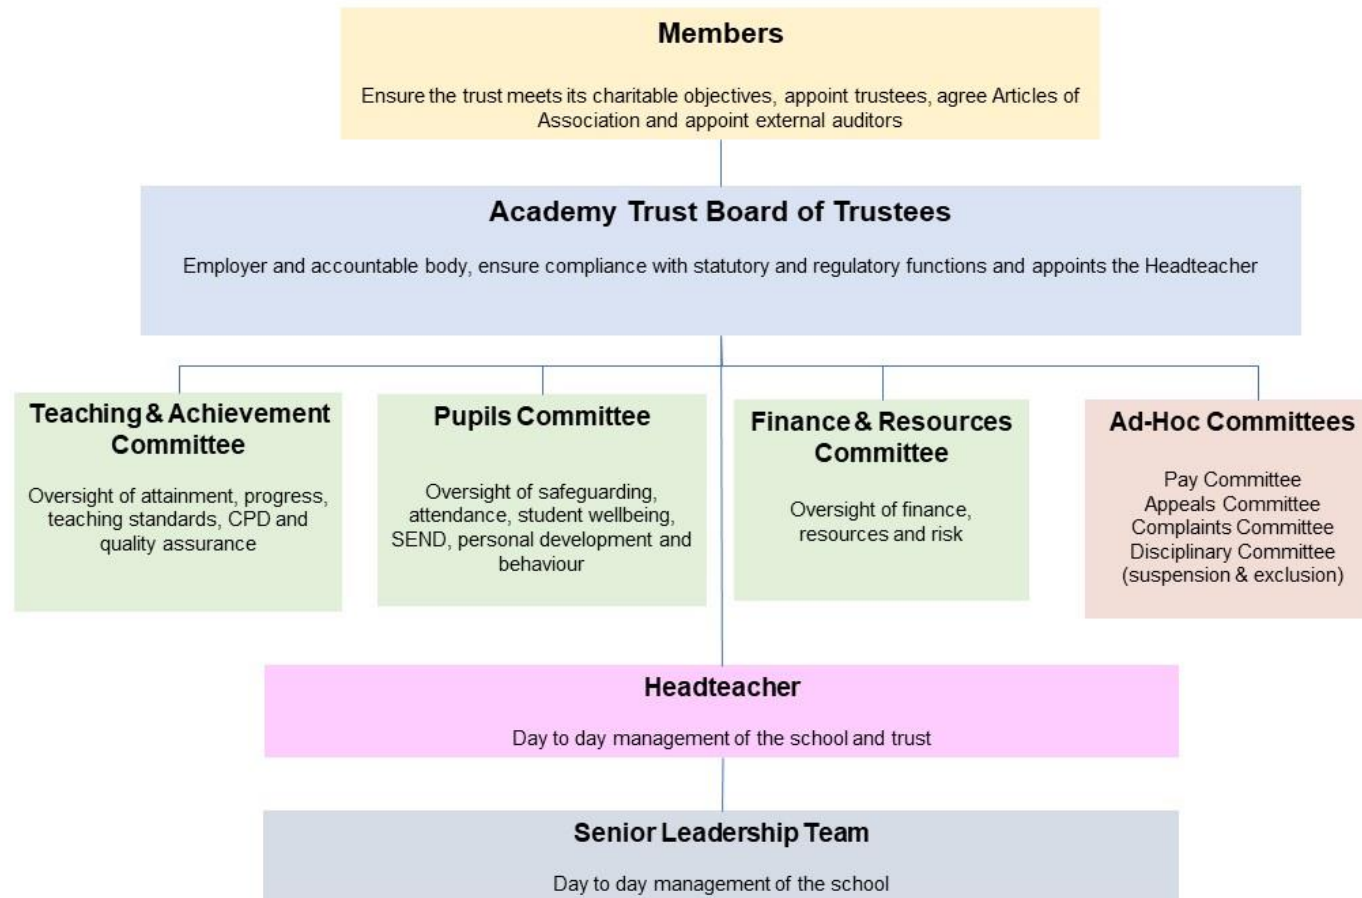 Members
Ensure the trust meets its charitable objectives, appoint trustees, agree Articles of
Association and appoint external auditors
Academy Trust Board of Trustees
Employer and accountable body, ensure compliance with statutory and regulatory functions and appoints the Headteacher
Teaching & Achievement
Committee
Oversight of attainment, progress,
teaching standards, CPD and
quality assurance
Pupils Committee
Oversight of safeguarding,
attendance, student wellbeing,
SEND, personal development and
behaviour
Finance & Resources
Committee
Oversight of finance,
resources and risk
Ad-Hoc Committees
Pay Committee
Appeals Committee
Complaints Committee
Disciplinary Committee
(suspension & exclusion)
Headteacher
Day to day management of the school and trust
Senior Leadership Team
Day to day management of the school